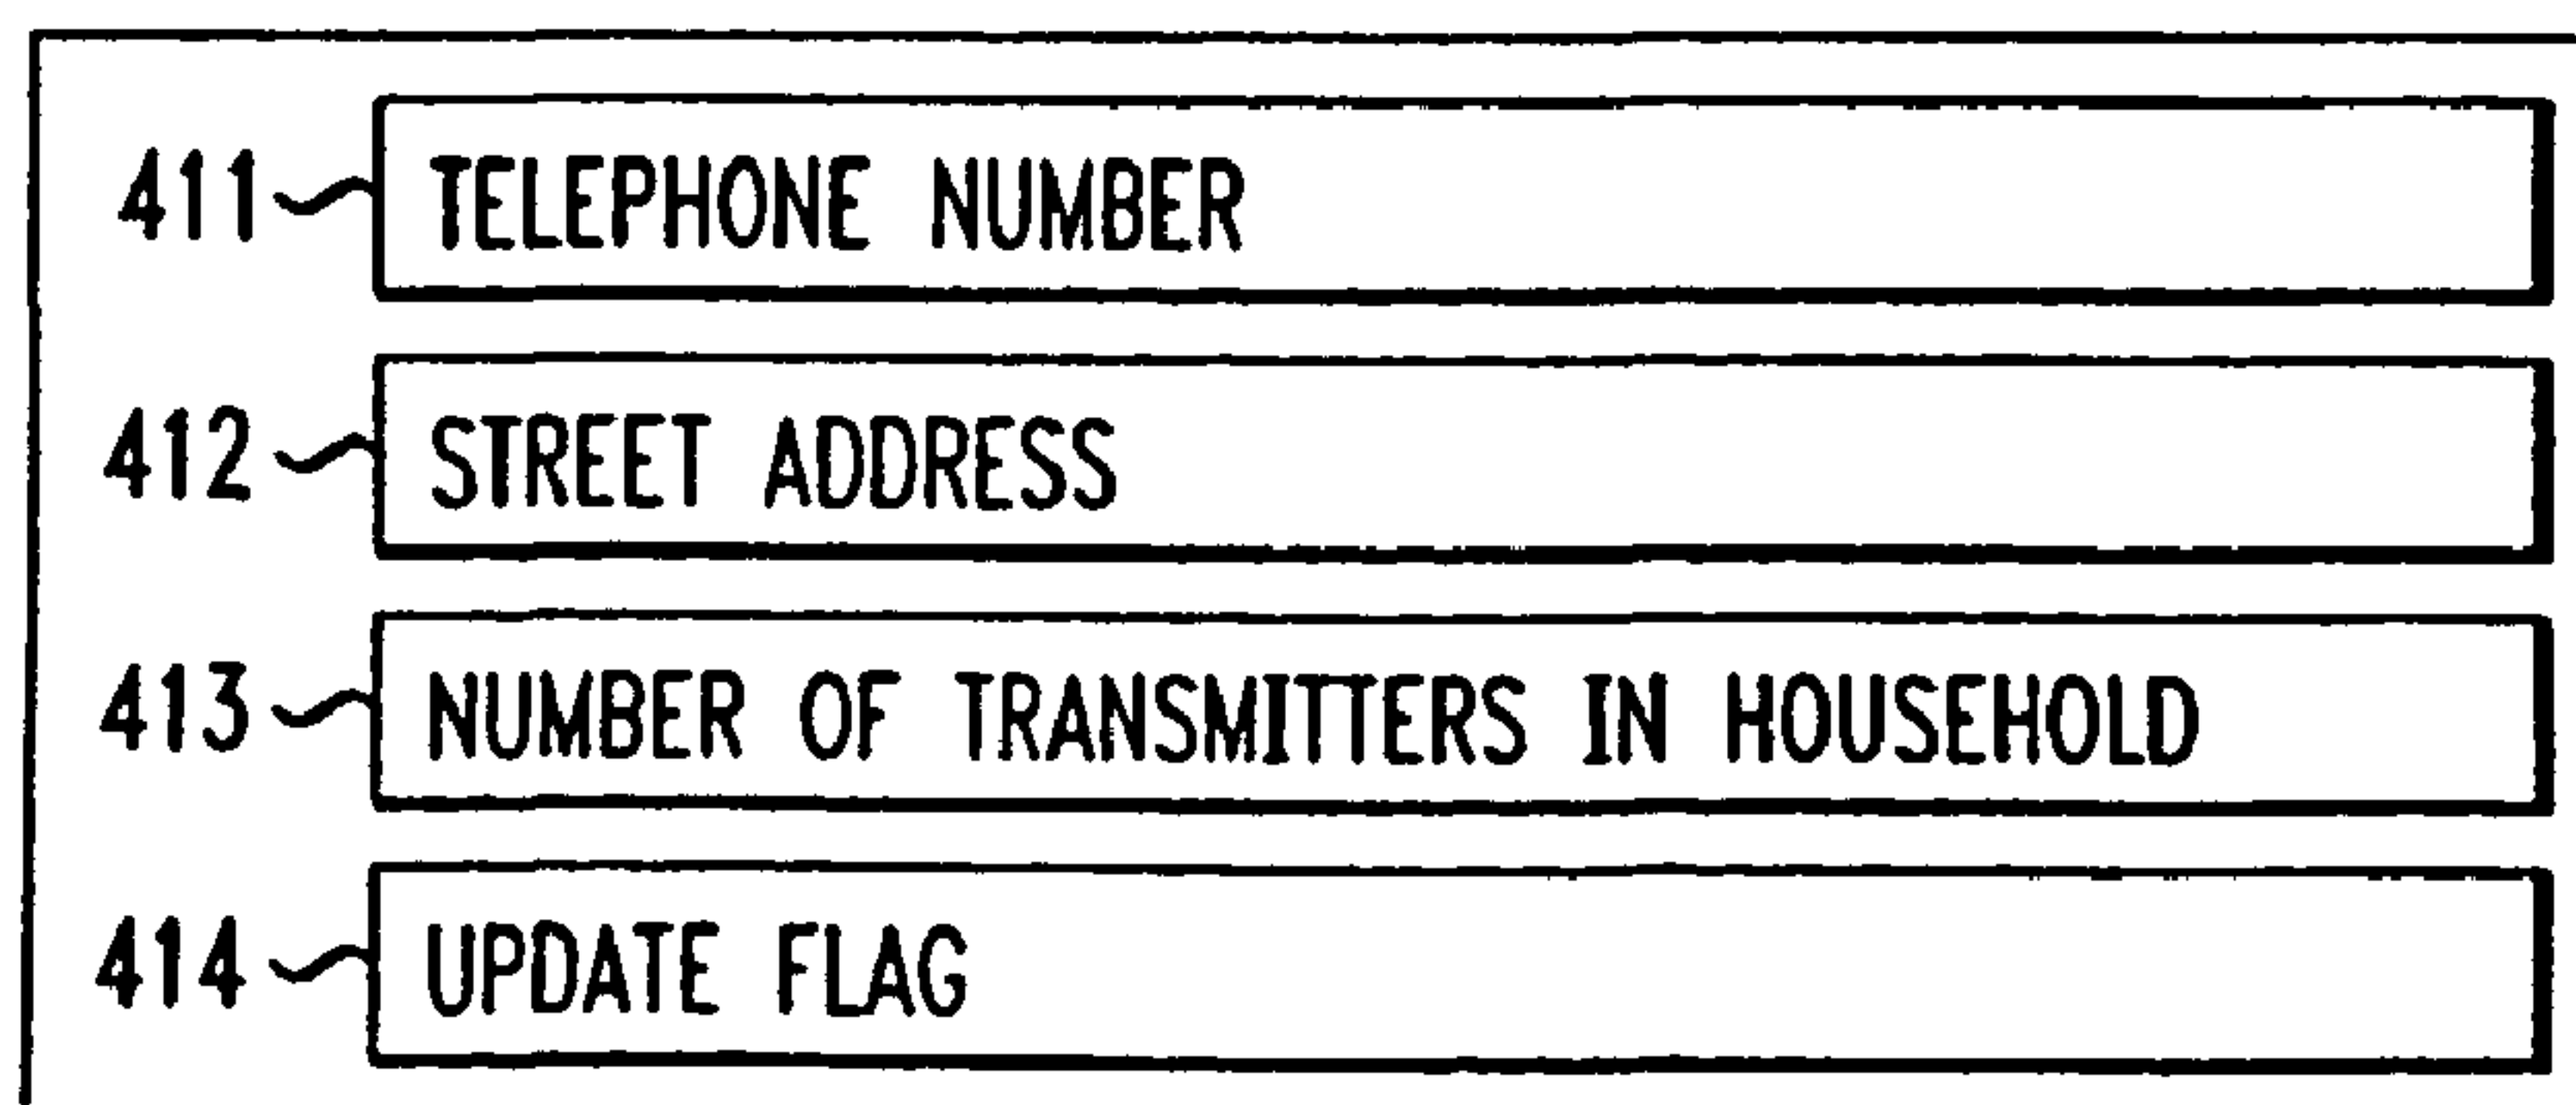 411 TELEPHONE NUMBER
412 STREET ADDRESS
413 NUMBER OF TRANSMITTERS IN HOUSEHOLD
414 UPDATE FLAG